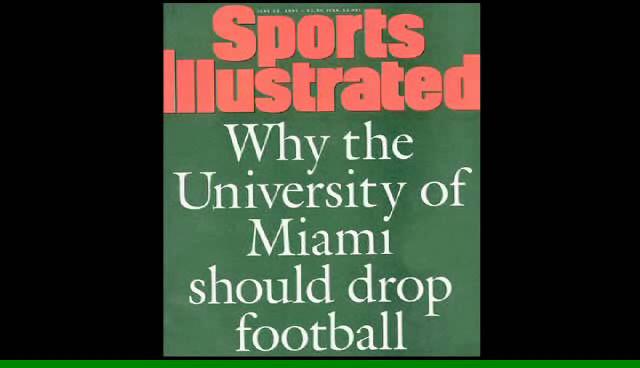 Sports
Illustrated
Why the
University of
Miami
should drop
football